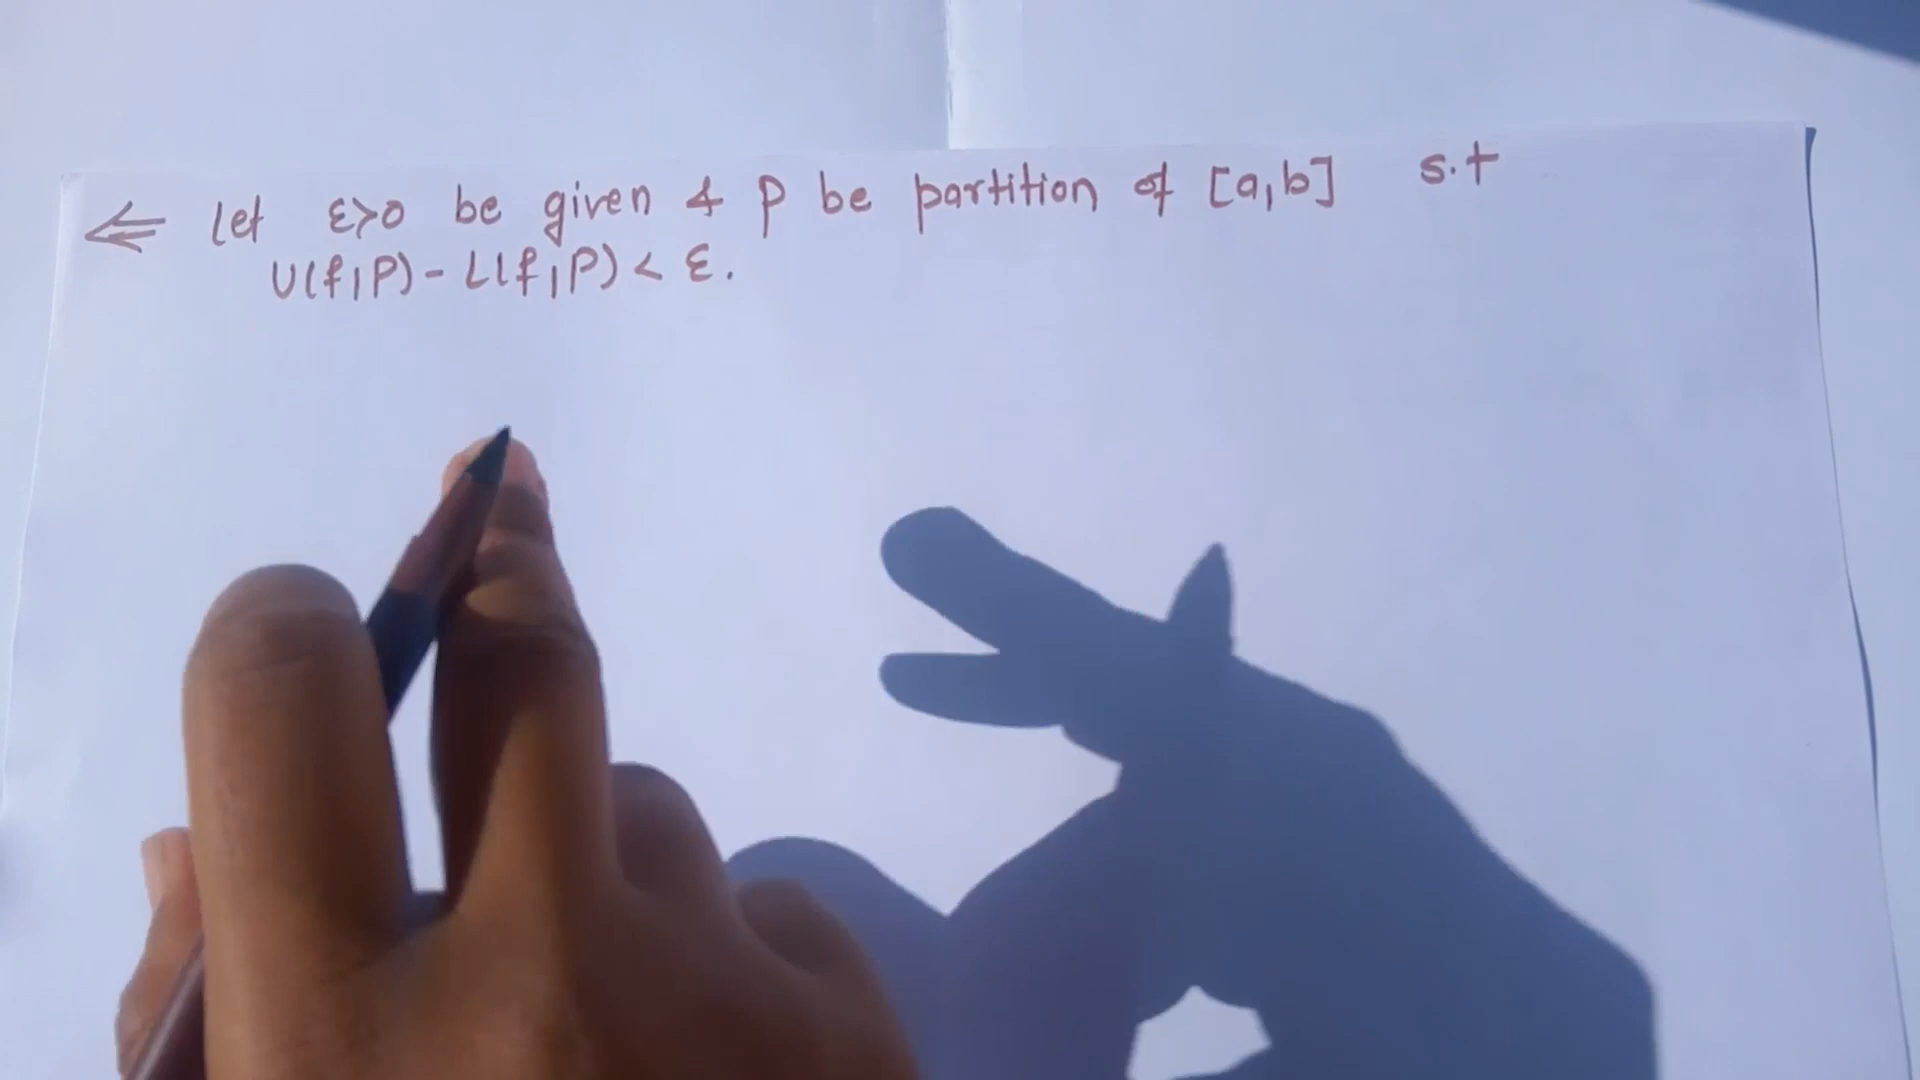 ⇐ Let ε>0 be given & P be partition of [a,b] s.t
U(f,P) - L(f,P) < ε.